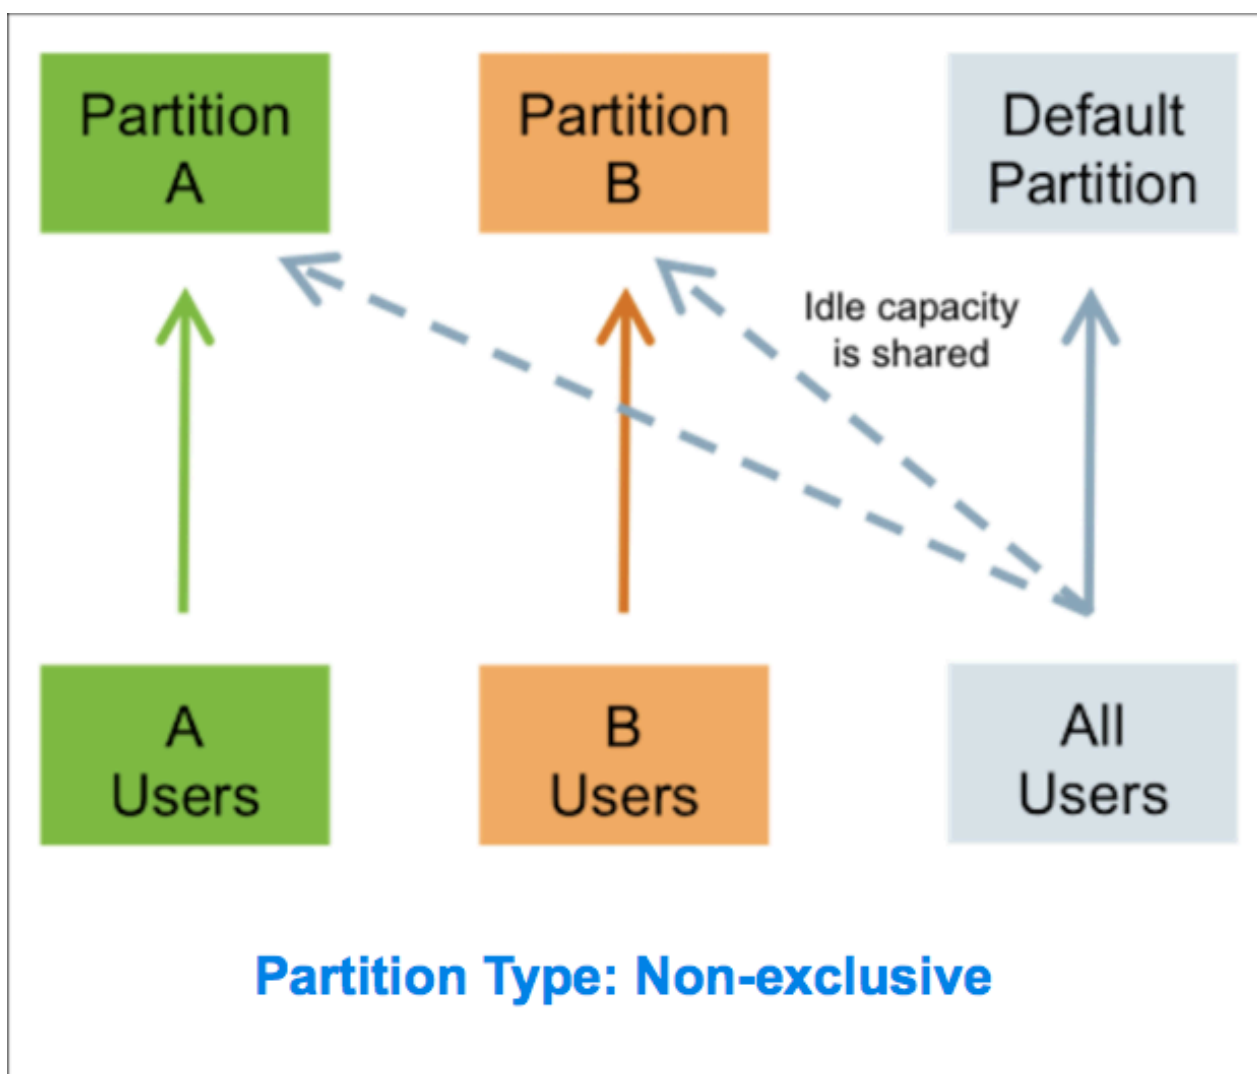 Partition
A
Partition
B
Default
Partition
Idle capacity
is shared
A
Users
B
Users
All
Users
Partition Type: Non-exclusive